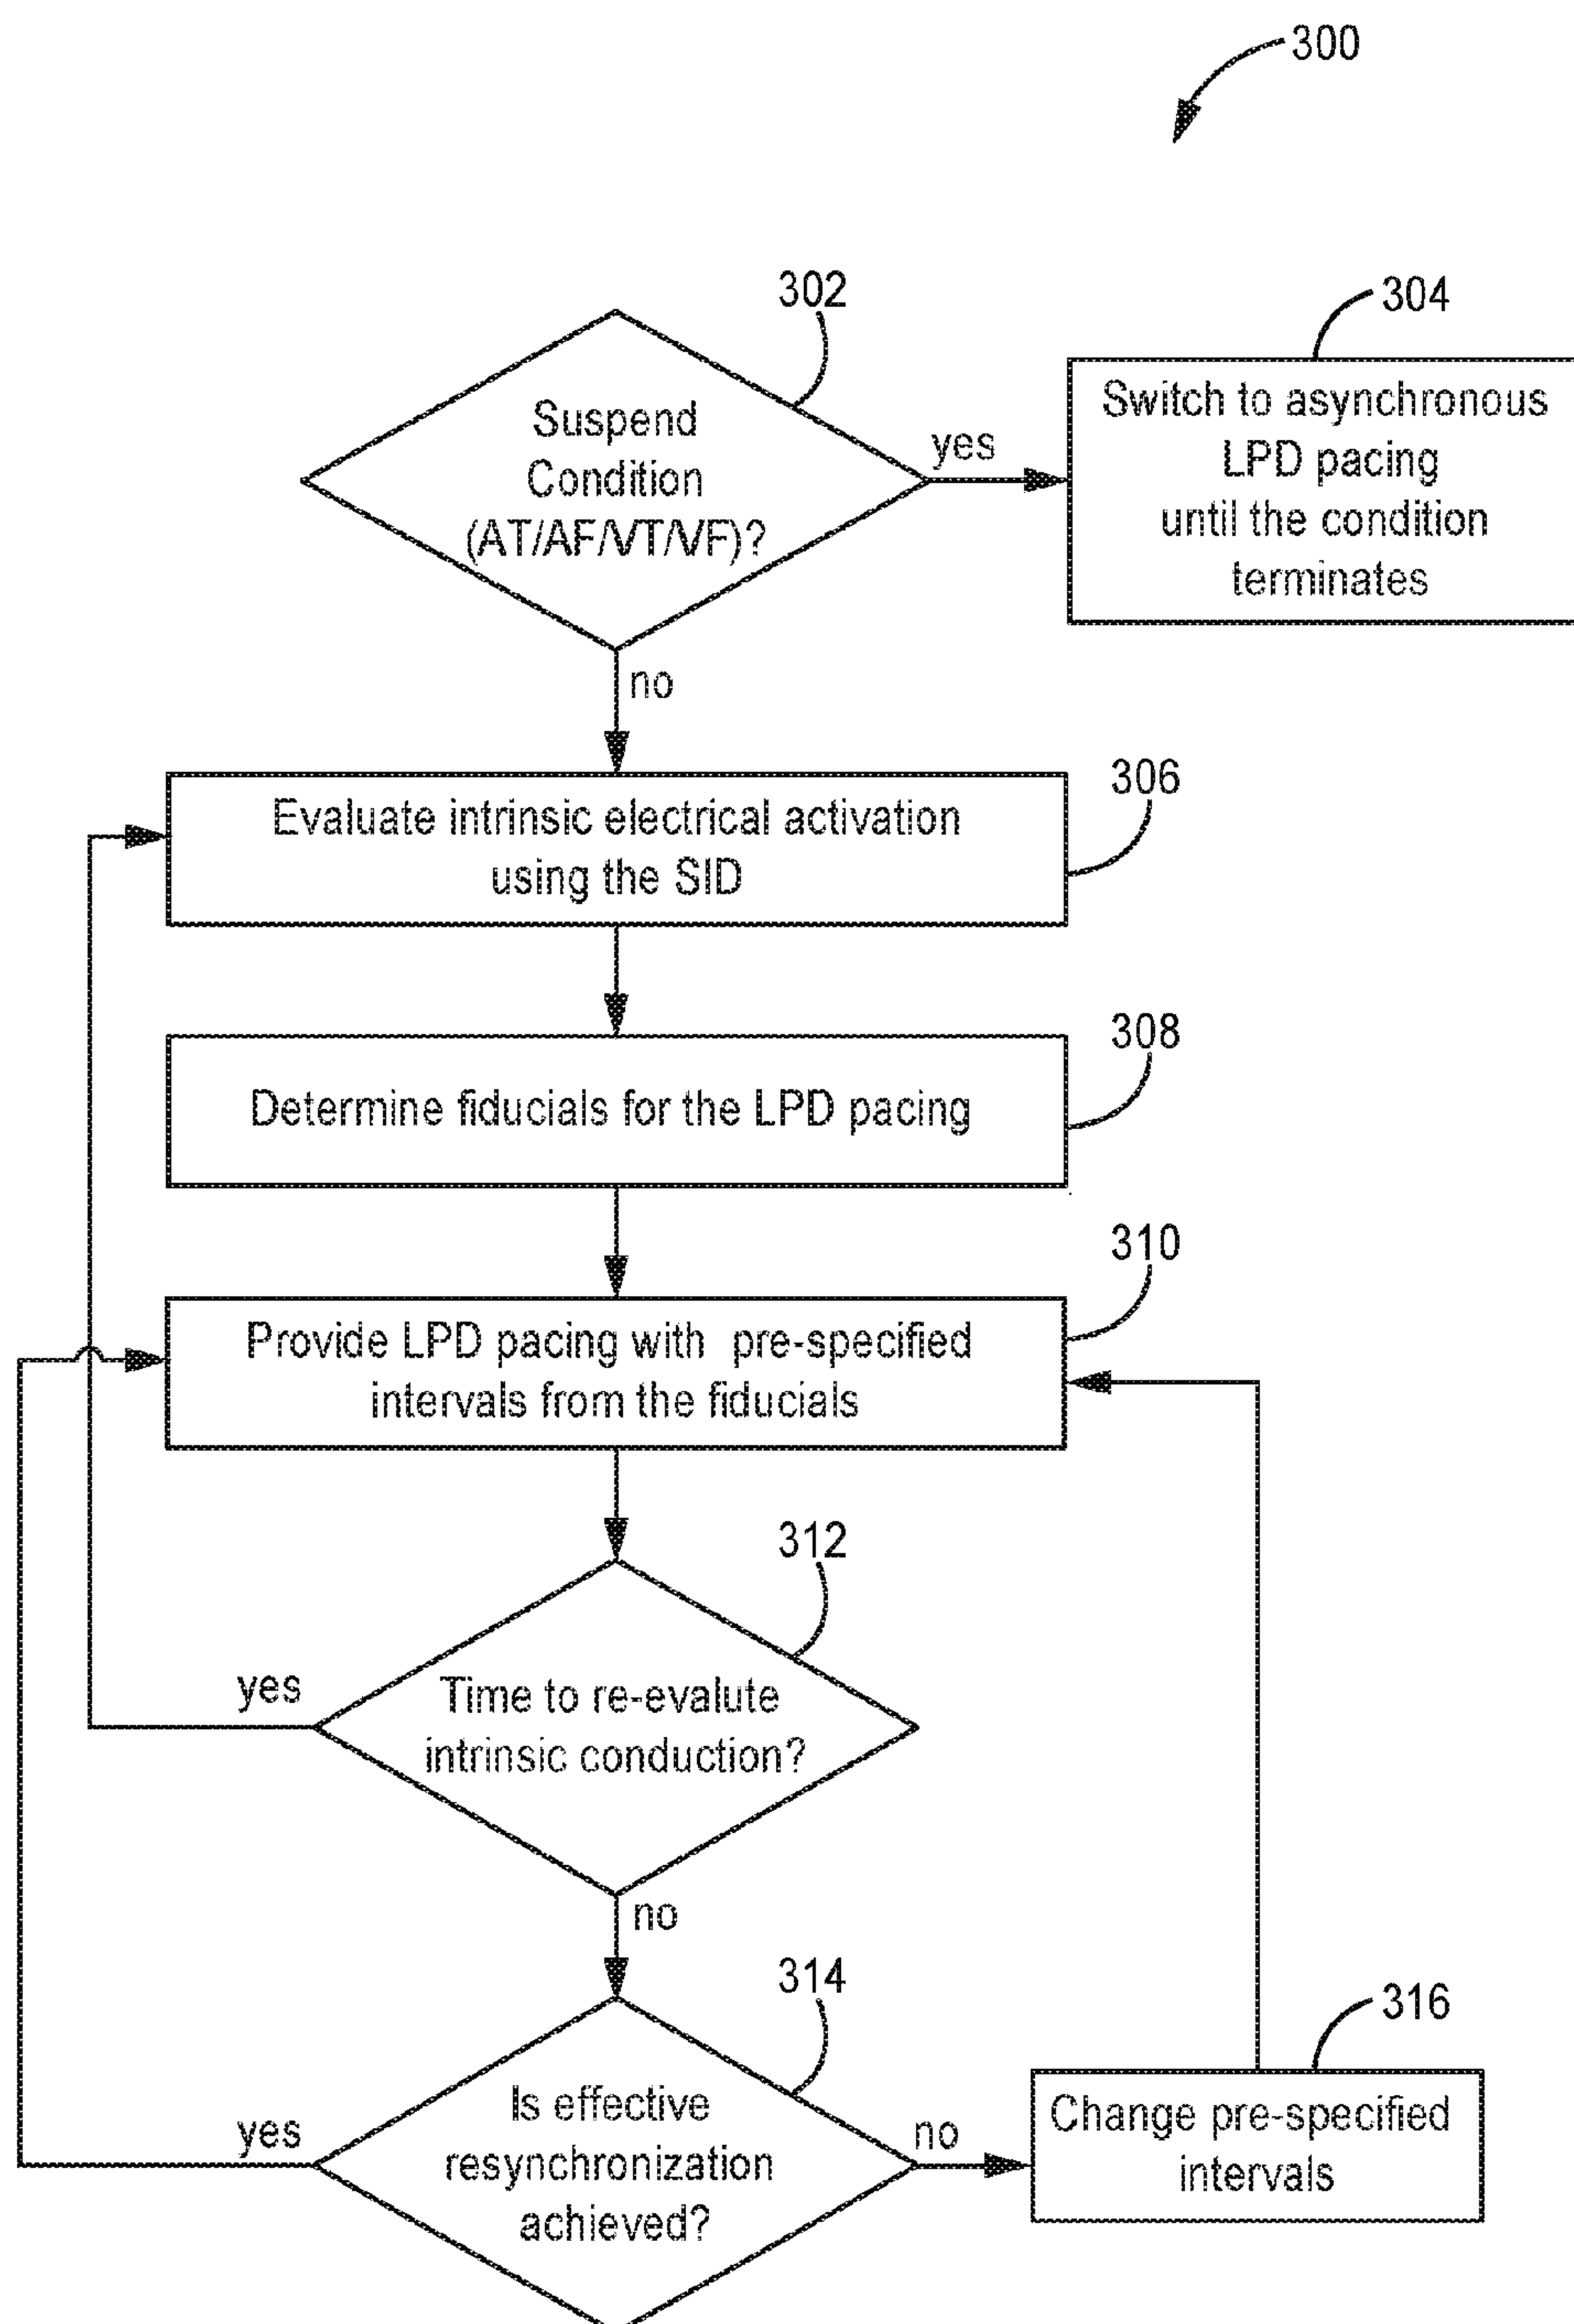 300
302
Suspend
Condition
(AT/AF/VT/VF)?
yes
304
Switch to asynchronous
LPD pacing
until the condition
terminates
no
306
Evaluate intrinsic electrical activation
using the SID
308
Determine fiducials for the LPD pacing
310
Provide LPD pacing with pre-specified
intervals from the fiducials
312
yes
Time to re-evalute
intrinsic conduction?
no
314
yes
Is effective
resynchronization
achieved?
no
316
Change pre-specified
intervals